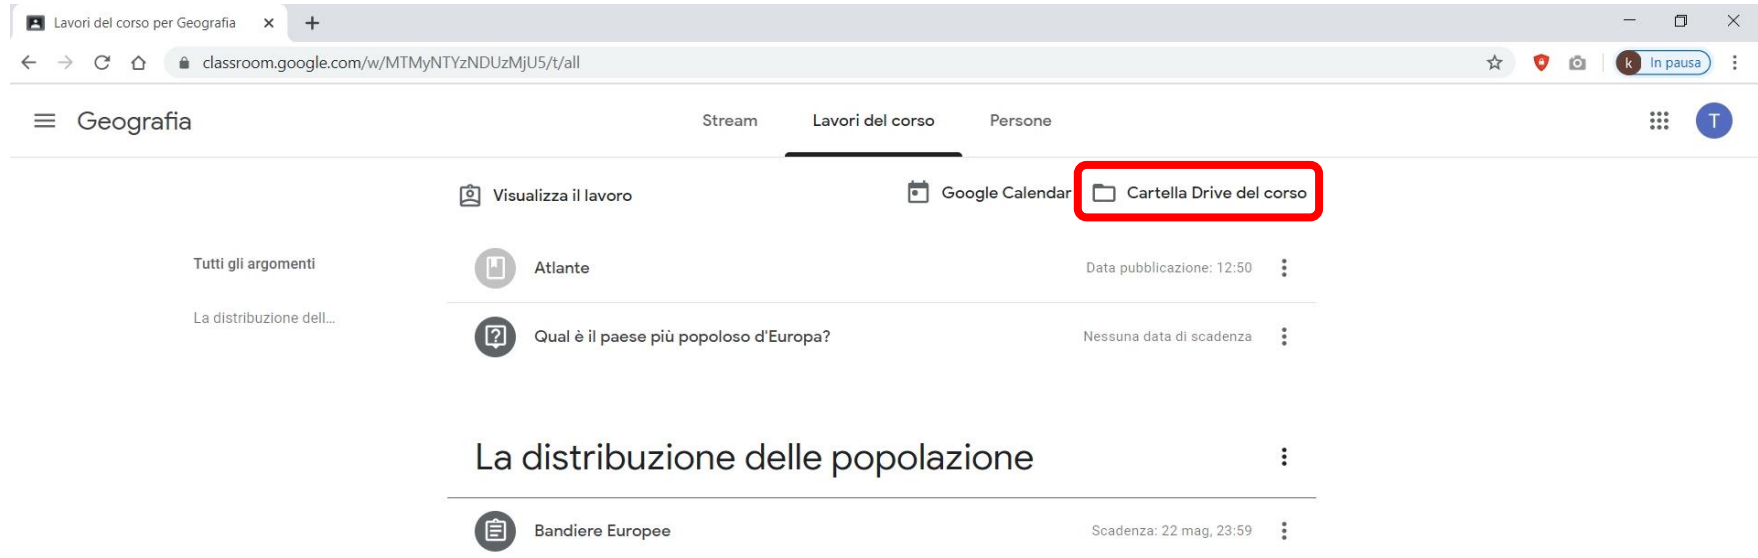 Lavori del corso per Geografia
classroom.google.com/w/MTMyNTYzNDUzMjU5/t/all
k In pausa
Geografia
Stream Lavori del corso Persone
T
Visualizza il lavoro
Google Calendar Cartella Drive del corso
Tutti gli argomenti
Atlante Data pubblicazione: 12:50
La distribuzione dell...
Qual è il paese più popoloso d'Europa? Nessuna data di scadenza
La distribuzione delle popolazione
Bandiere Europee Scadenza: 22 mag, 23:59